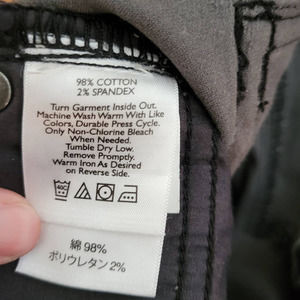 98% COTTON
2% SPANDEX
Turn Garment Inside Out.
Machine Wash Warm With Like
Colors, Durable Press Cycle.
Only Non-Chlorine Bleach
When Needed.
Tumble Dry Low.
Remove Promptly.
Warm Iron As Desired
on Reverse Side.
40C
綿 98%
ポリウレタン 2%